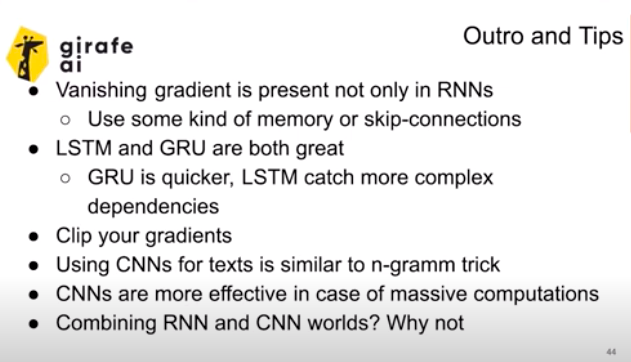 girafe
ai
Outro and Tips
● Vanishing gradient is present not only in RNNs
○ Use some kind of memory or skip-connections
● LSTM and GRU are both great
○ GRU is quicker, LSTM catch more complex
dependencies
● Clip your gradients
● Using CNNs for texts is similar to n-gramm trick
● CNNs are more effective in case of massive computations
● Combining RNN and CNN worlds? Why not
44